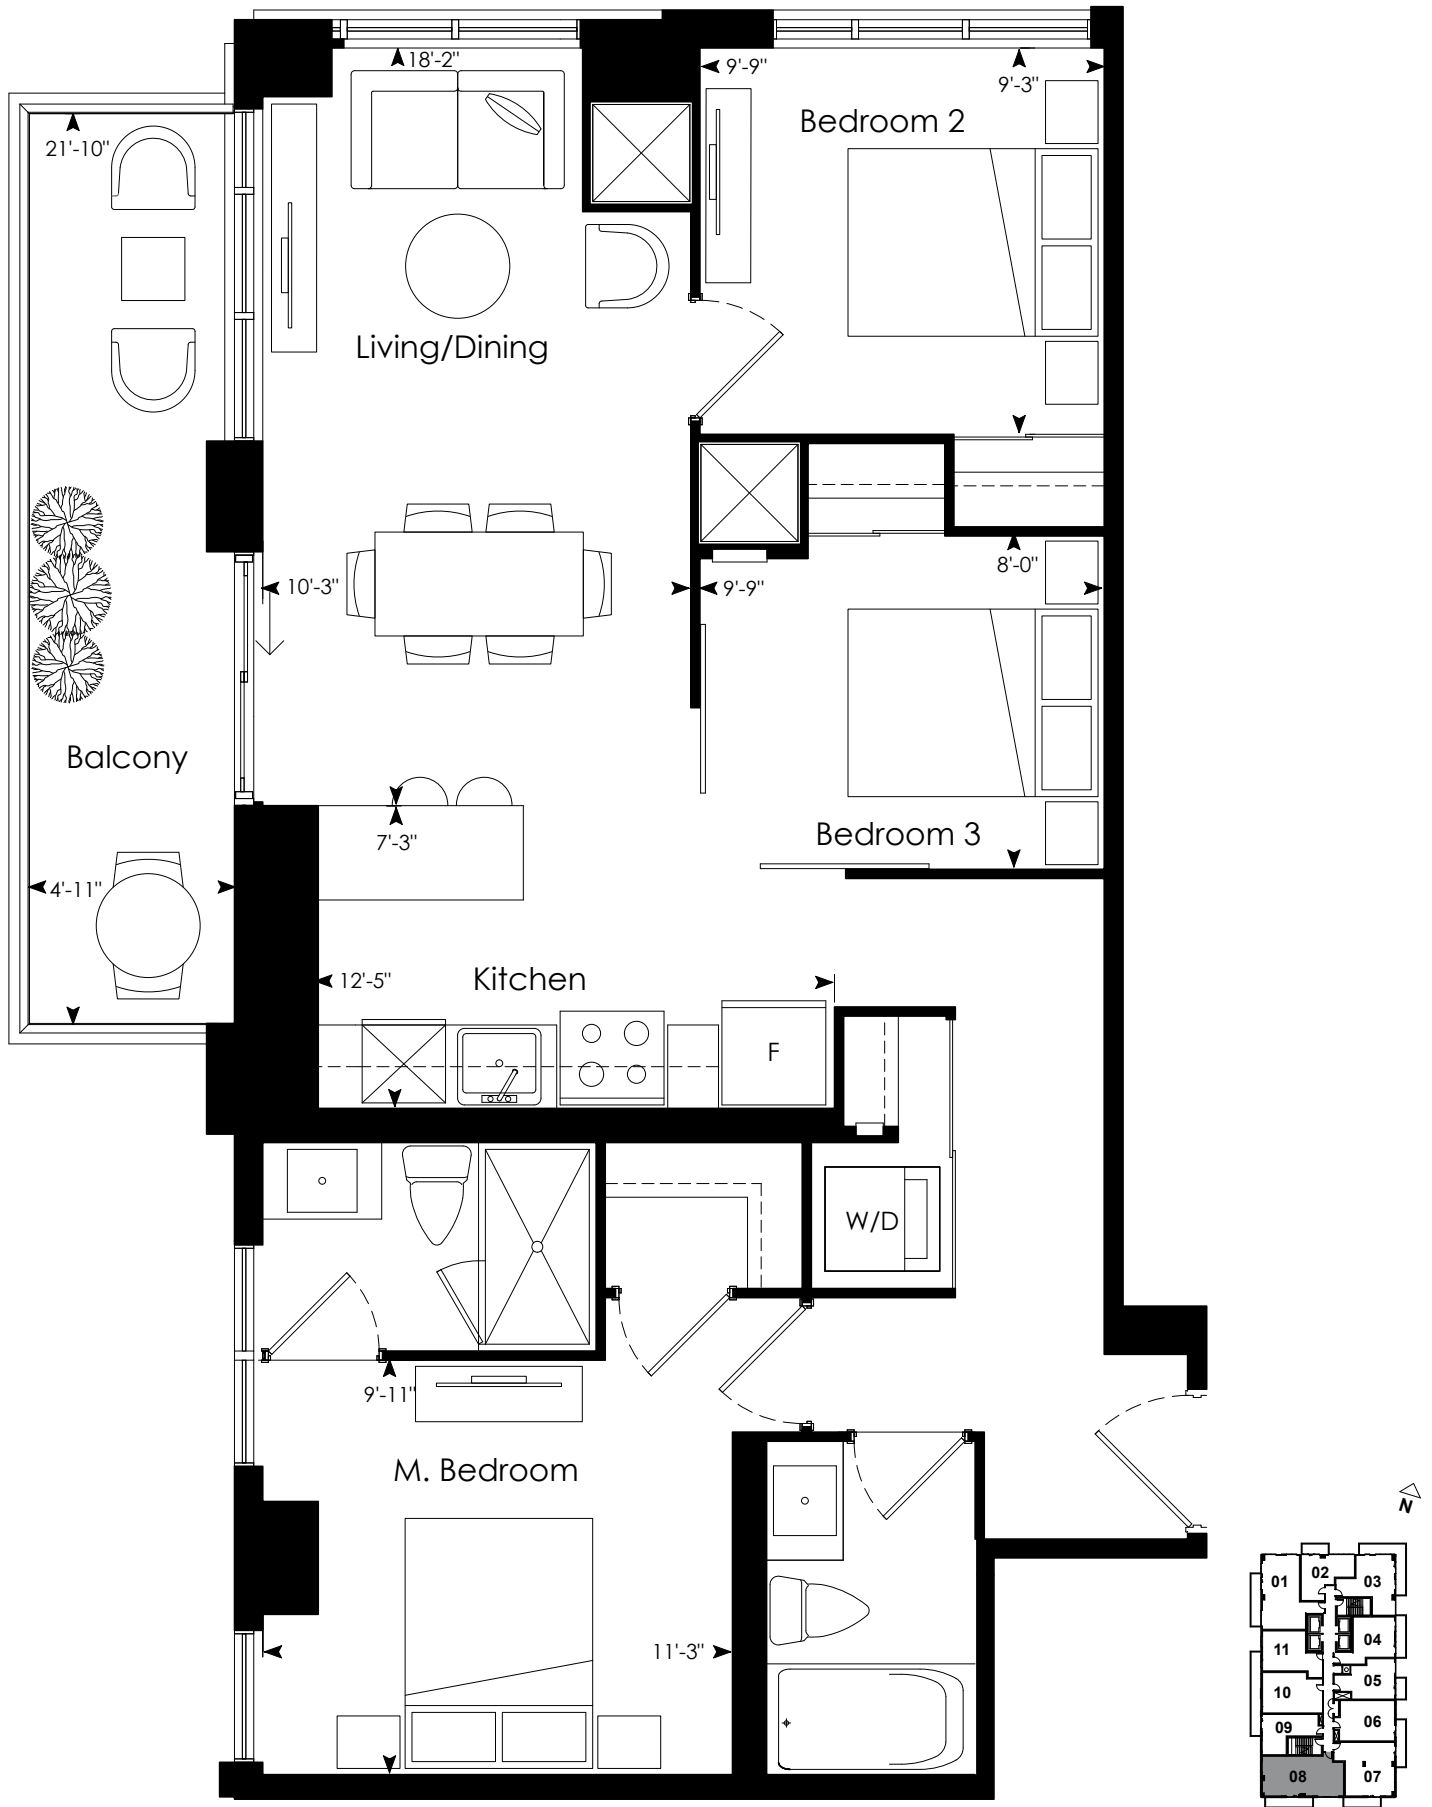 18'-2"
9'-9"
9'-3"
Bedroom 2
21'-10"
Living/Dining
10'-3"
9'-9"
8'-0"
Balcony
7'-3"
Bedroom 3
4'-11"
12'-5"
Kitchen
F
W/D
9'-11"
M. Bedroom
11'-3"
N
01
02
03
04
11
05
10
06
09
08
07